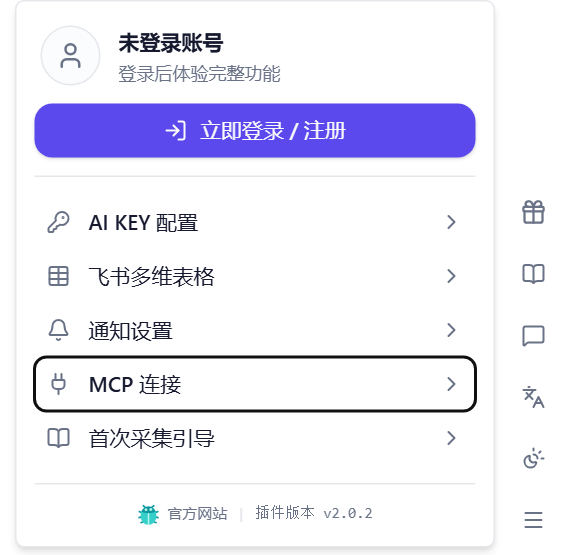 未登录账号
登录后体验完整功能
立即登录 / 注册
AI KEY 配置
飞书多维表格
通知设置
MCP 连接
首次采集引导
官方网站 | 插件版本 v2.0.2